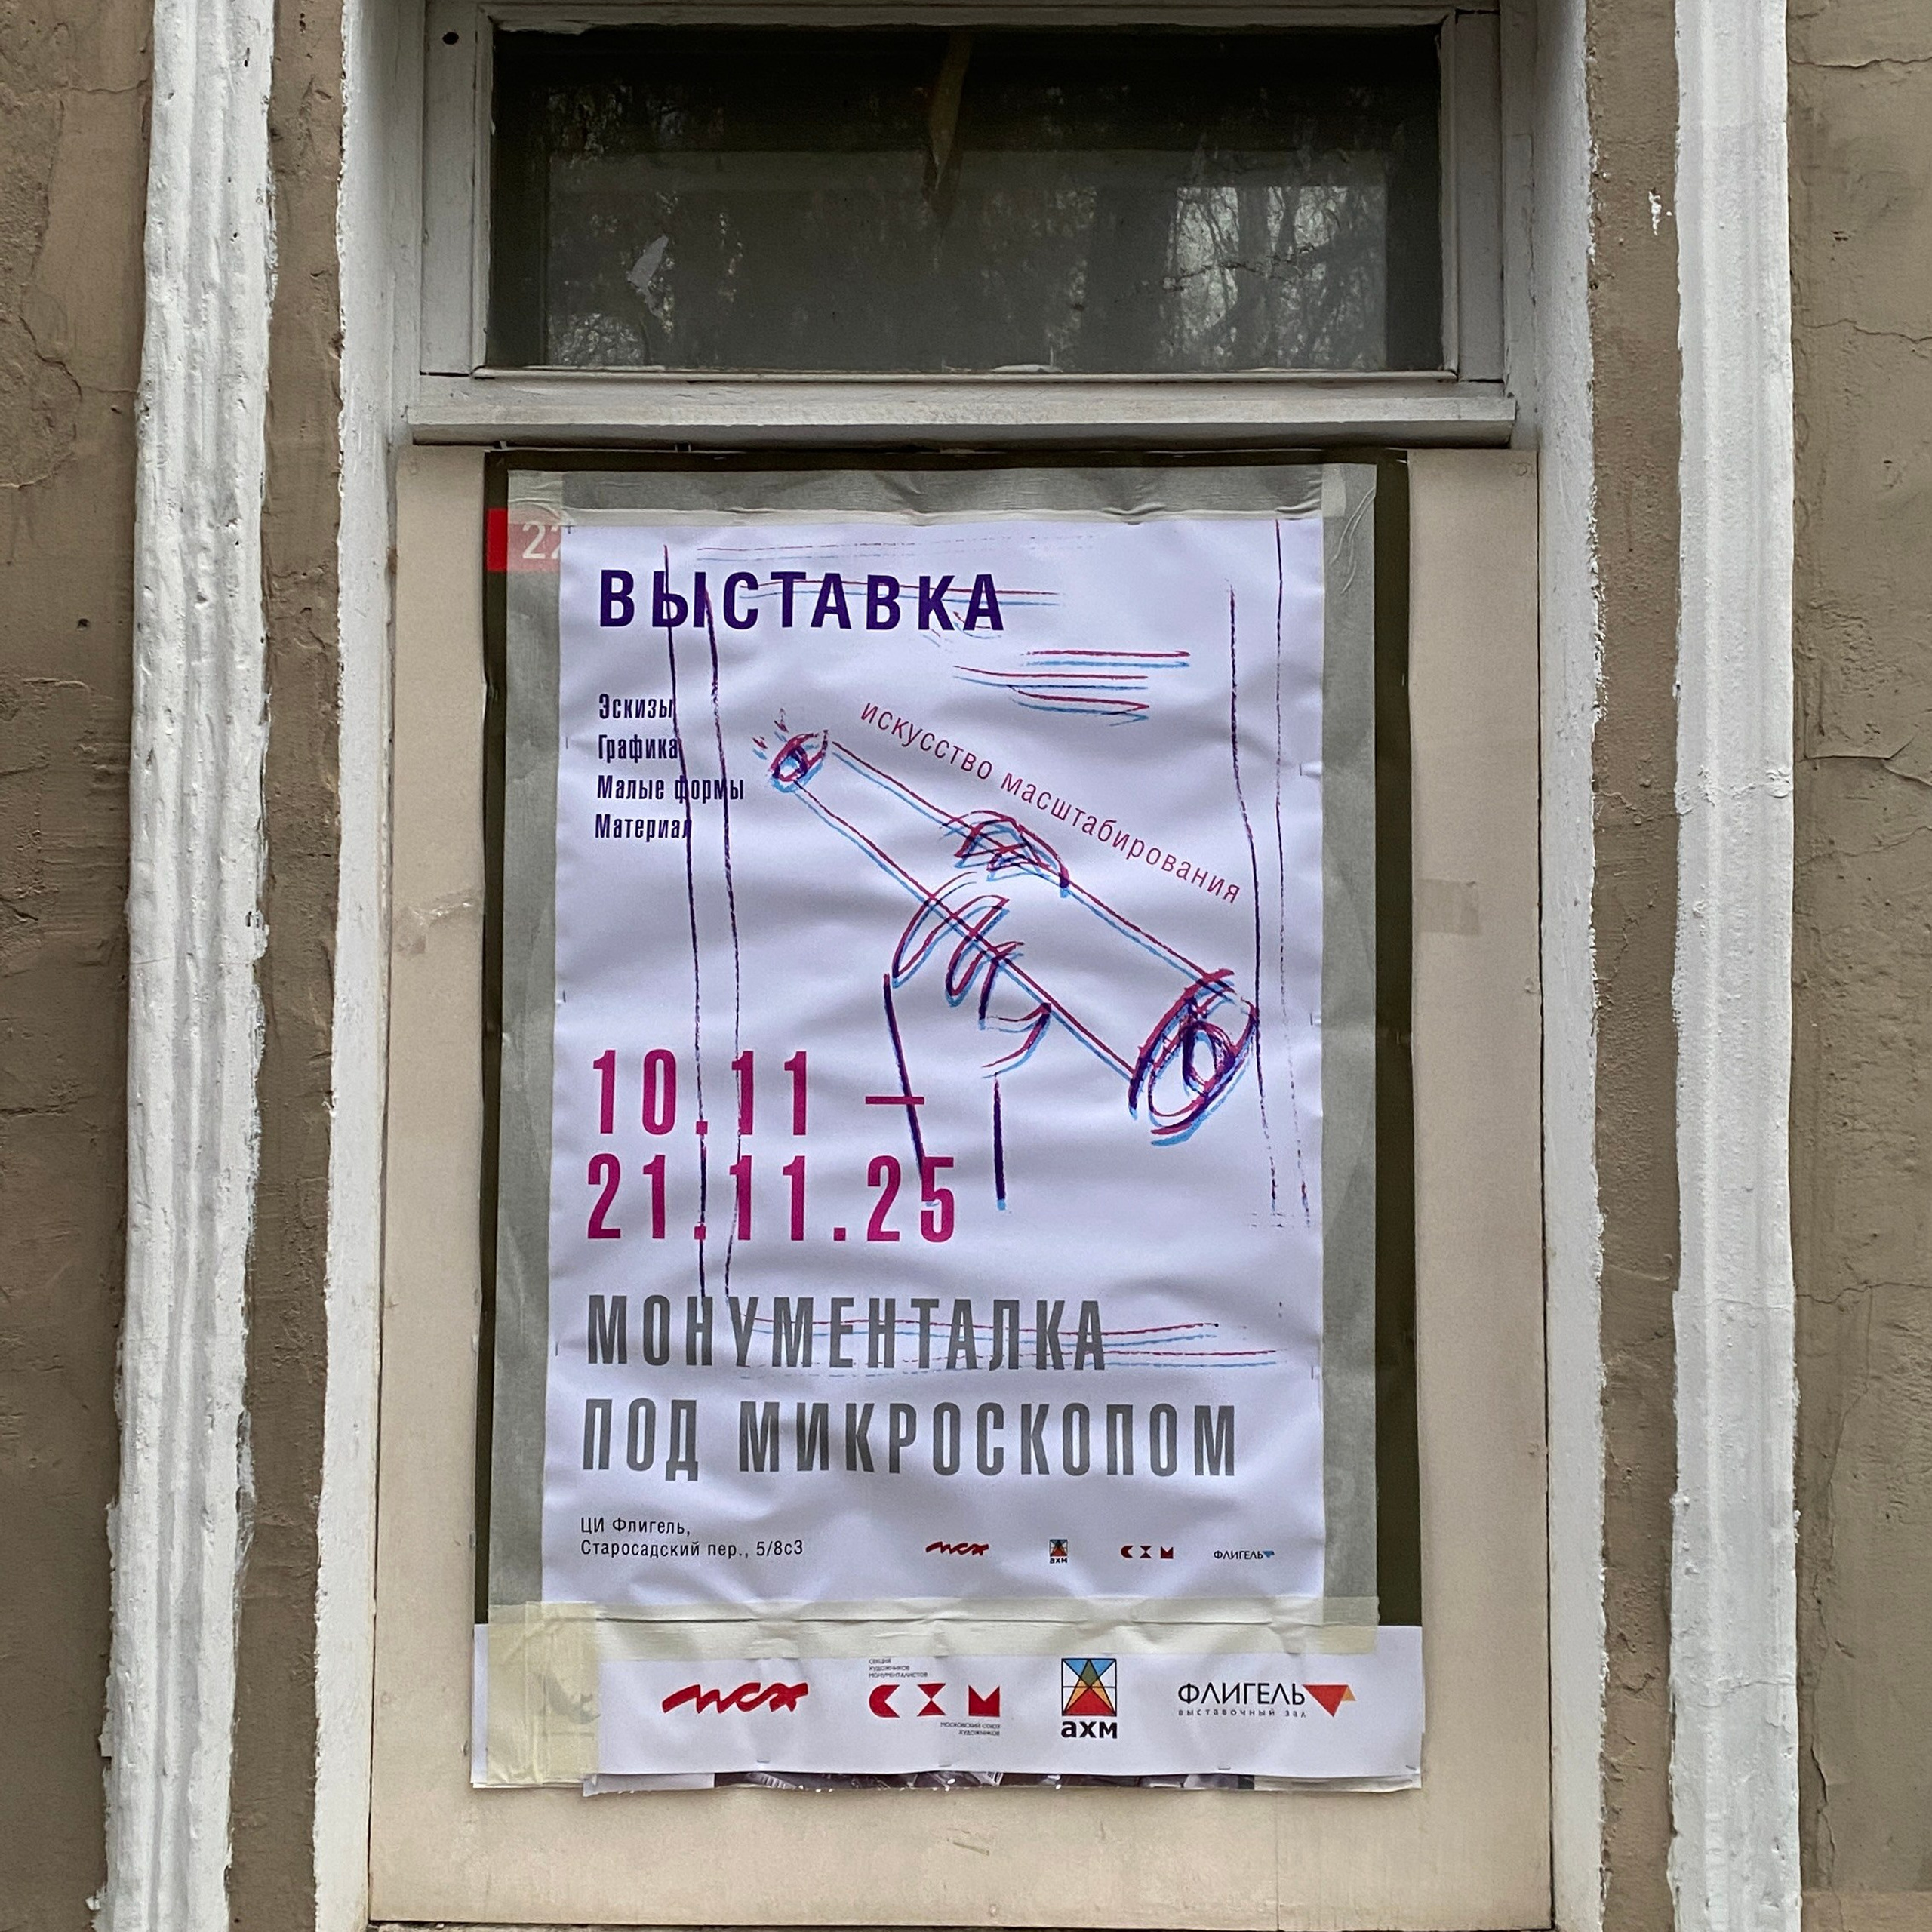 22
ВЫСТАВКА
Эскизы
Графика
Малые формы
Материал
искусство масштабирования
10.11 —
21.11.25
МОНУМЕНТАЛКА
ПОД МИКРОСКОПОМ
ЦИ Флигель,
Старосадский пер., 5/8с3
мсх
ахм
СХМ
ФЛИГЕЛЬ
мсх
СЕКЦИЯ
ХУДОЖНИКОВ
МОНУМЕНТАЛИСТОВ
СХМ
МОСКОВСКИЙ СОЮЗ
ХУДОЖНИКОВ
ахм
ФЛИГЕЛЬ
выставочный зал